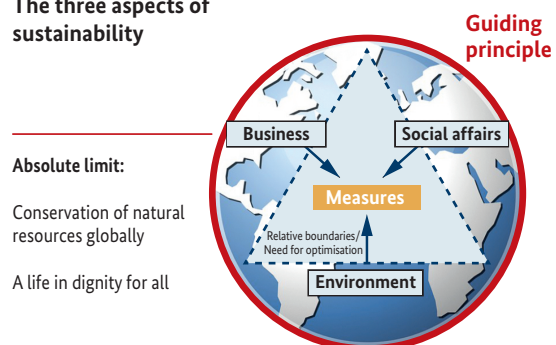 The three aspects of
sustainability
Guiding
principle
Business
Social affairs
Absolute limit:
Measures
Conservation of natural
resources globally
Relative boundaries/
Need for optimisation
A life in dignity for all
Environment